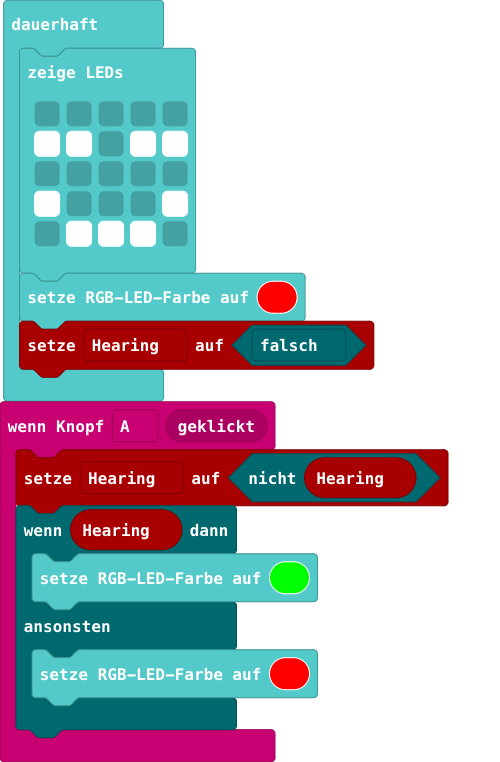 dauerhaft
zeige LEDs
setze RGB-LED-Farbe auf
setze Hearing auf falsch
wenn Knopf A geklickt
setze Hearing auf nicht Hearing
wenn Hearing dann
setze RGB-LED-Farbe auf
ansonsten
setze RGB-LED-Farbe auf